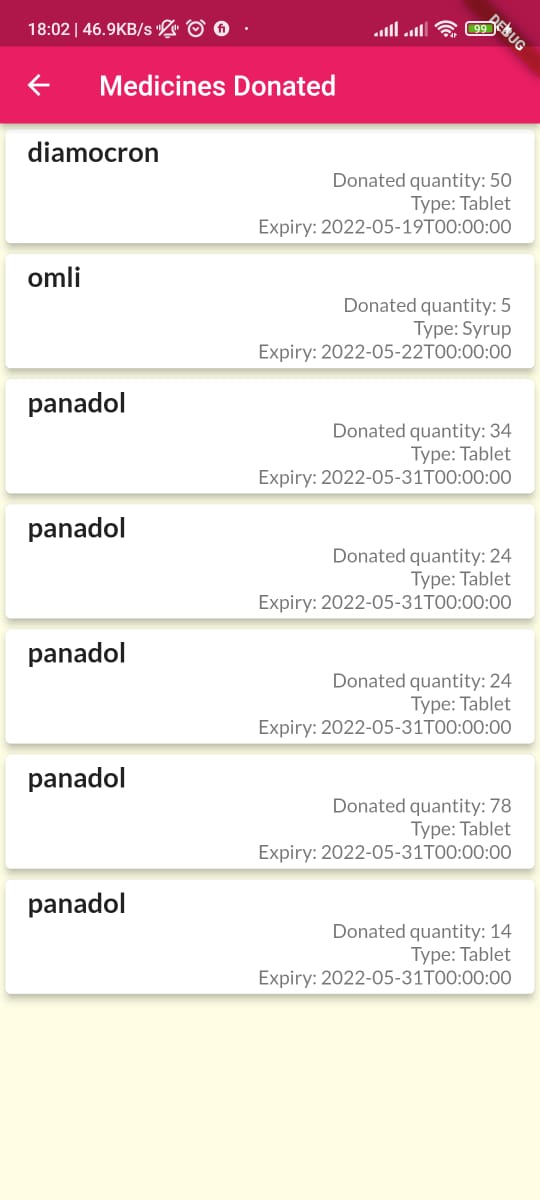 18:02 | 46.9KB/s
99
DEBUG
Medicines Donated
diamocron
Donated quantity: 50
Type: Tablet
Expiry: 2022-05-19T00:00:00
omli
Donated quantity: 5
Type: Syrup
Expiry: 2022-05-22T00:00:00
panadol
Donated quantity: 34
Type: Tablet
Expiry: 2022-05-31T00:00:00
panadol
Donated quantity: 24
Type: Tablet
Expiry: 2022-05-31T00:00:00
panadol
Donated quantity: 24
Type: Tablet
Expiry: 2022-05-31T00:00:00
panadol
Donated quantity: 78
Type: Tablet
Expiry: 2022-05-31T00:00:00
panadol
Donated quantity: 14
Type: Tablet
Expiry: 2022-05-31T00:00:00